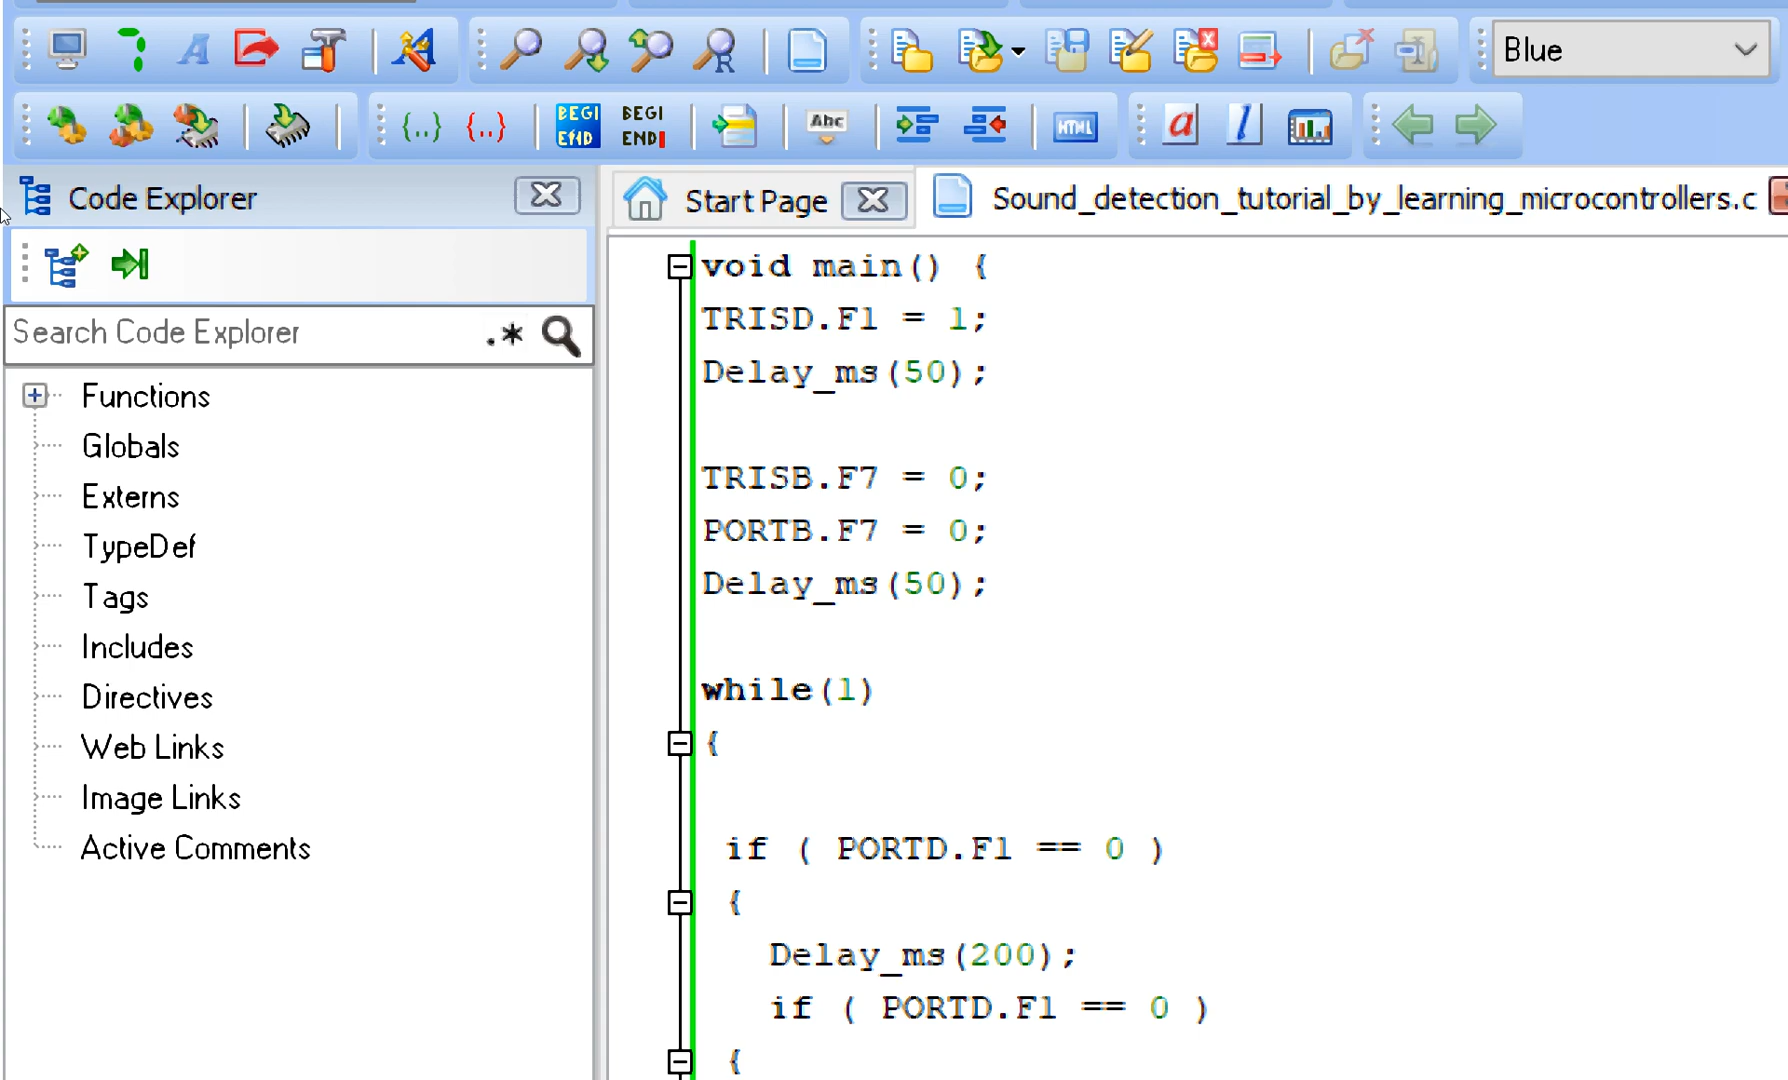 Blue
{..} {..} BEGI END BEGI END Abc HTML a l
Code Explorer
Start Page
Sound_detection_tutorial_by_learning_microcontrollers.c
Search Code Explorer .*
Functions
Globals
Externs
TypeDef
Tags
Includes
Directives
Web Links
Image Links
Active Comments
void main() {
TRISD.F1 = 1;
Delay_ms(50);
TRISB.F7 = 0;
PORTB.F7 = 0;
Delay_ms(50);
while(1)
{
if ( PORTD.F1 == 0 )
{
Delay_ms(200);
if ( PORTD.F1 == 0 )
{